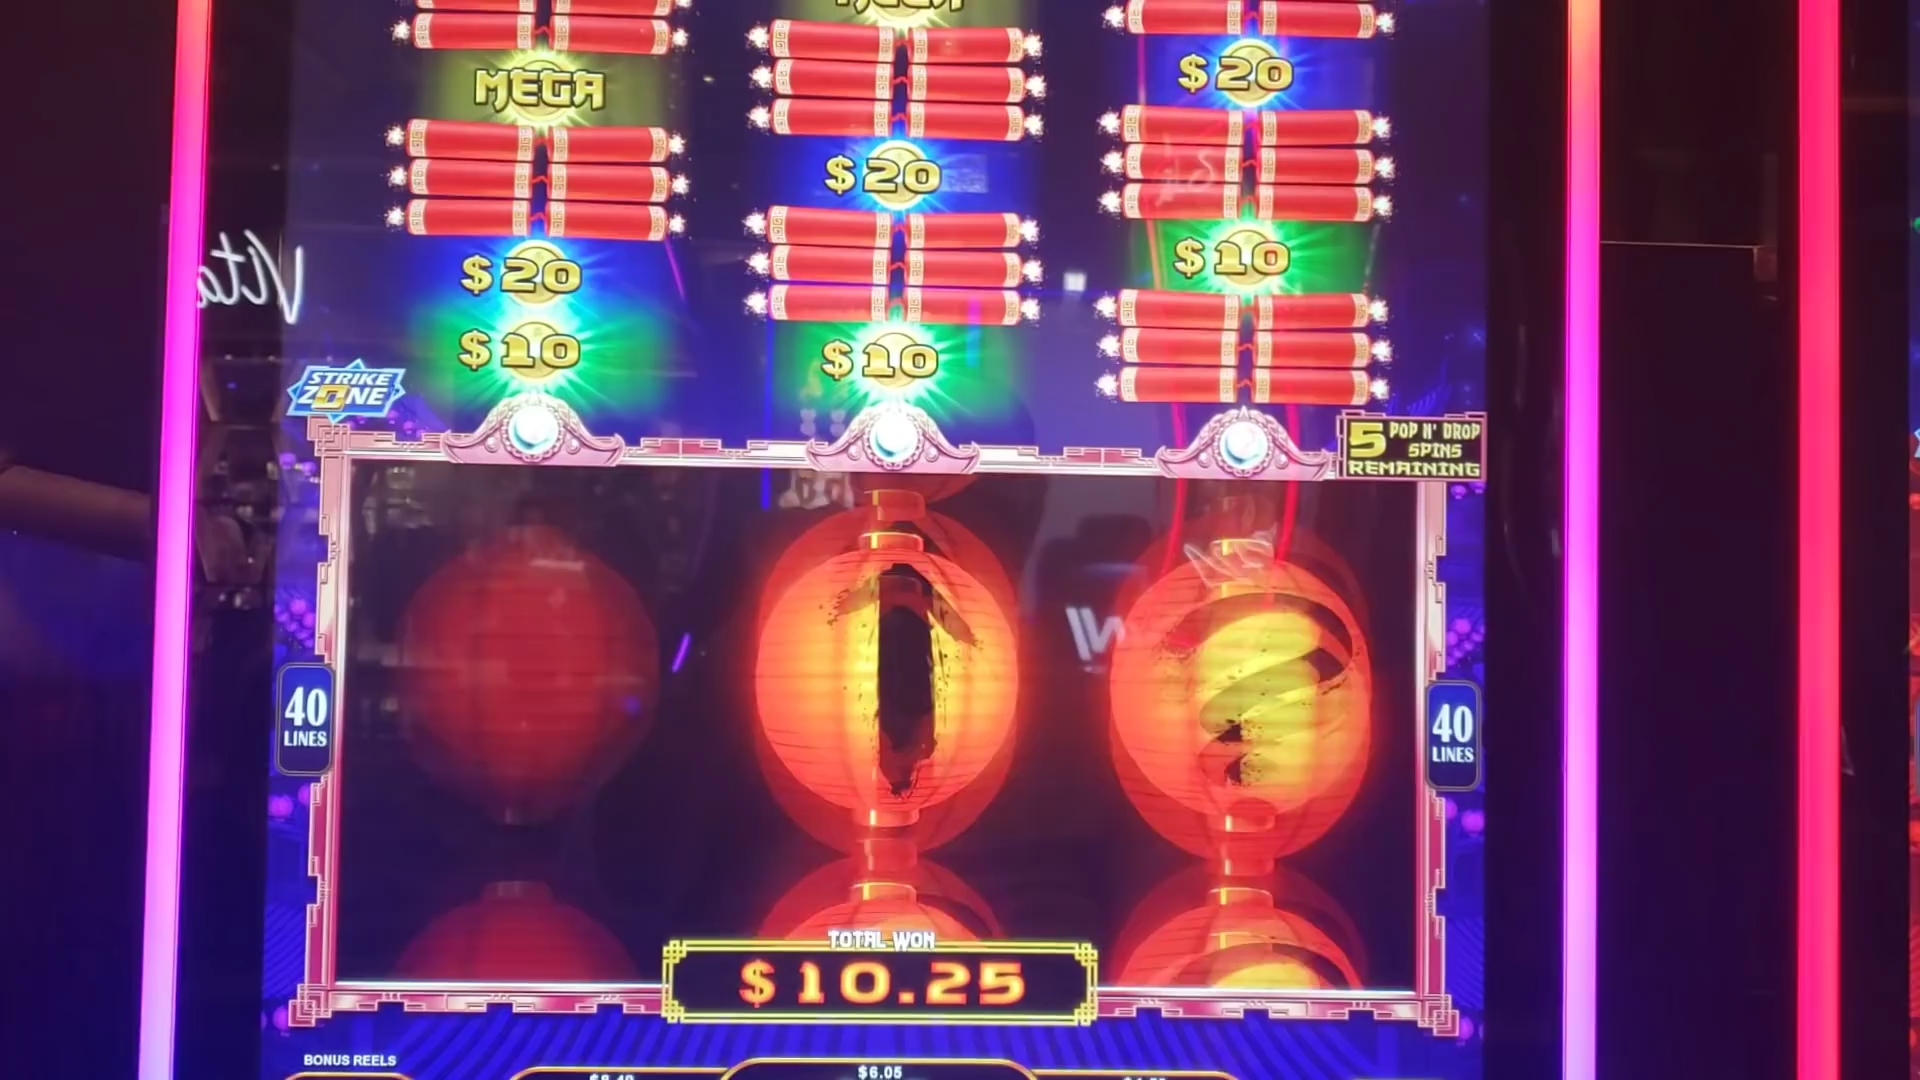 MEGA
$20
MEGA
$20
$10
$20
$10
$10
STRIKE
ZONE
5 POP N' DROP
SPINS
REMAINING
40
LINES
40
LINES
TOTAL WON
$10.25
BONUS REELS
$6.05